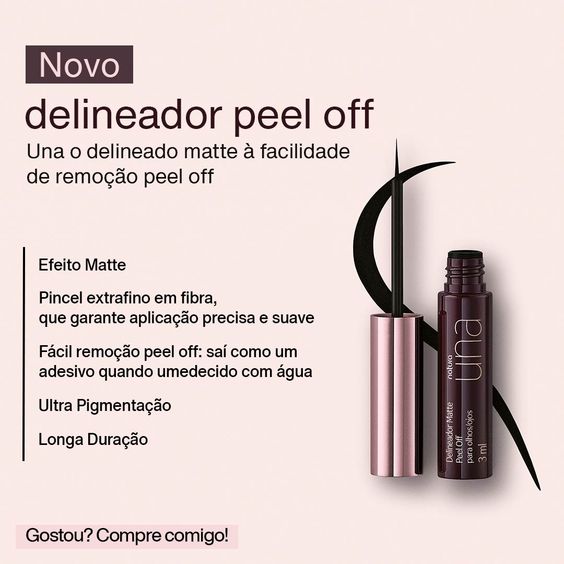 Novo
delineador peel off
Una o delineado matte à facilidade
de remoção peel off
Efeito Matte
Pincel extrafino em fibra,
que garante aplicação precisa e suave
Fácil remoção peel off: saí como um
adesivo quando umedecido com água
Ultra Pigmentação
Longa Duração
natura
una
Delineador Matte
Peel Off
para olhos/ojos
3 ml
Gostou? Compre comigo!